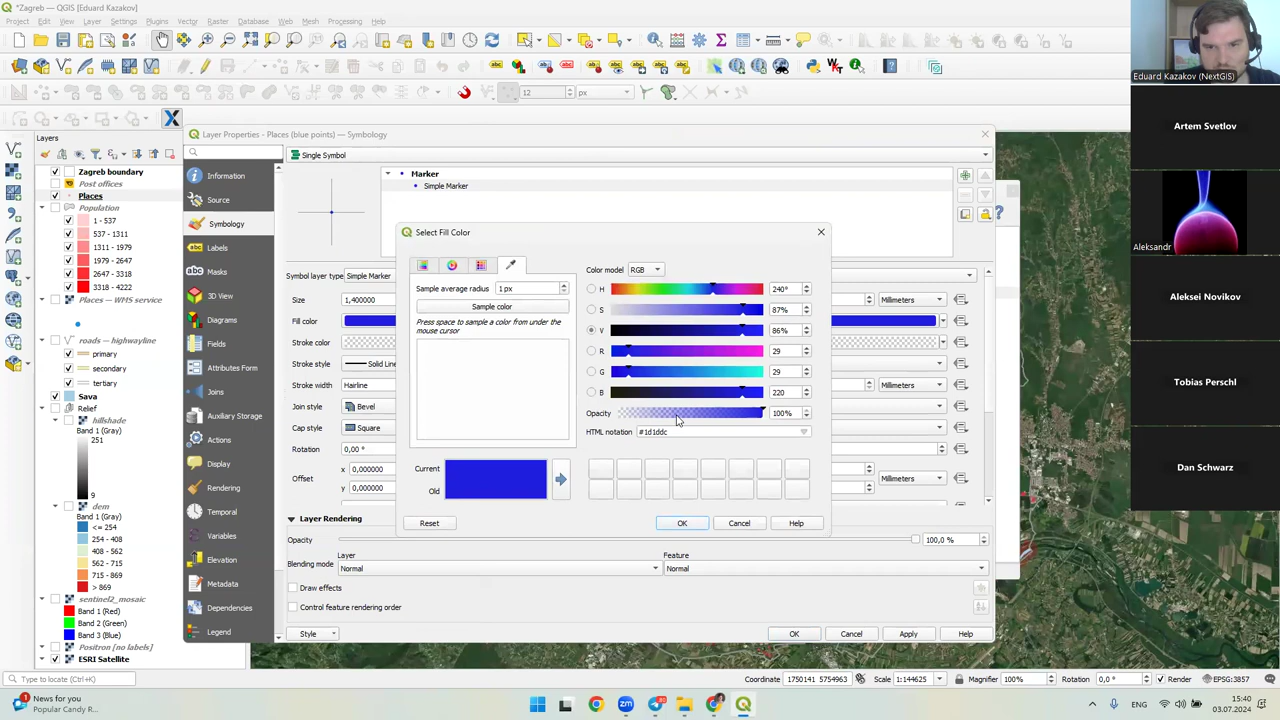 *Zagreb — QGIS [Eduard Kazakov]
Project Edit View Layer Settings Plugins Vector Raster Database Web Mesh Processing Help
12 px
Layers
Zagreb boundary
Post offices
Places
Population
1 - 537
537 - 1311
1311 - 1979
1979 - 2647
2647 - 3318
3318 - 4222
Places — WMS service
roads — highwayline
primary
secondary
tertiary
Sava
Relief
hillshade
Band 1 (Gray)
251
9
dem
Band 1 (Gray)
<= 254
254 - 408
408 - 562
562 - 715
715 - 869
> 869
sentinel2_mosaic
Band 1 (Red)
Band 2 (Green)
Band 3 (Blue)
Positron (no labels)
ESRI Satellite
Layer Properties - Places (blue points) — Symbology
Information
Source
Symbology
Labels
Masks
3D View
Diagrams
Fields
Attributes Form
Joins
Auxiliary Storage
Actions
Display
Rendering
Temporal
Variables
Elevation
Metadata
Dependencies
Legend
Single Symbol
Marker
Simple Marker
Symbol layer type Simple Marker
Size 1,400000 Millimeters
Fill color
Stroke color
Stroke style Solid Line
Stroke width Hairline Millimeters
Join style Bevel
Cap style Square
Rotation 0,00 °
Offset x 0,000000 Millimeters
y 0,000000
Select Fill Color
Sample average radius 1 px
Sample color
Press space to sample a color from under the
mouse cursor
Current
Old
Reset
Color model RGB
H 240°
S 87%
V 86%
R 29
G 29
B 220
Opacity 100%
HTML notation #1d1ddc
OK Cancel Help
Layer Rendering
Opacity 100,0 %
Layer Feature
Blending mode Normal Normal
Draw effects
Control feature rendering order
Style OK Cancel Apply Help
Type to locate (Ctrl+K) Coordinate 1750141 5754963 Scale 1:144625 Magnifier 100% Rotation 0,0 ° Render EPSG:3857
News for you
Popular Candy R...
ENG
15:40
03.07.2024
Eduard Kazakov (NextGIS)
Artem Svetlov
Aleksandr
Aleksei Novikov
Tobias Perschl
Dan Schwarz